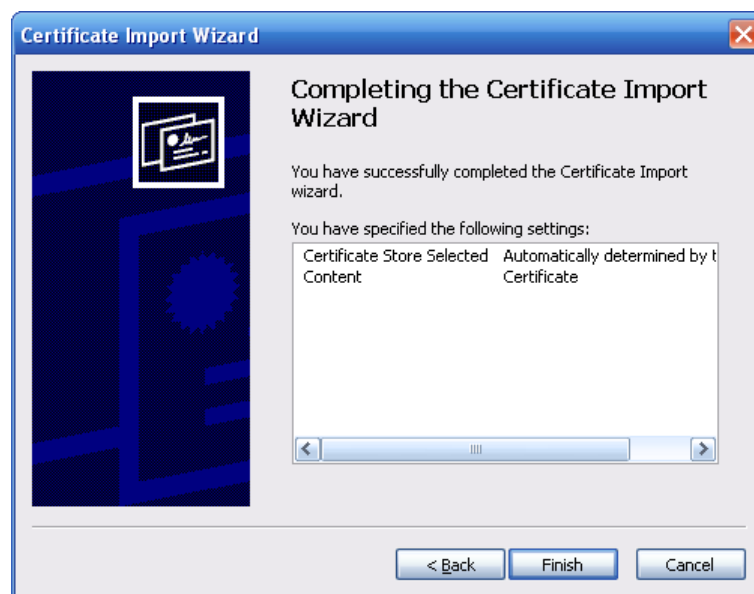 Certificate Import Wizard
Completing the Certificate Import
Wizard
You have successfully completed the Certificate Import
wizard.
You have specified the following settings:
Certificate Store Selected Automatically determined by t
Content Certificate
< Back Finish Cancel